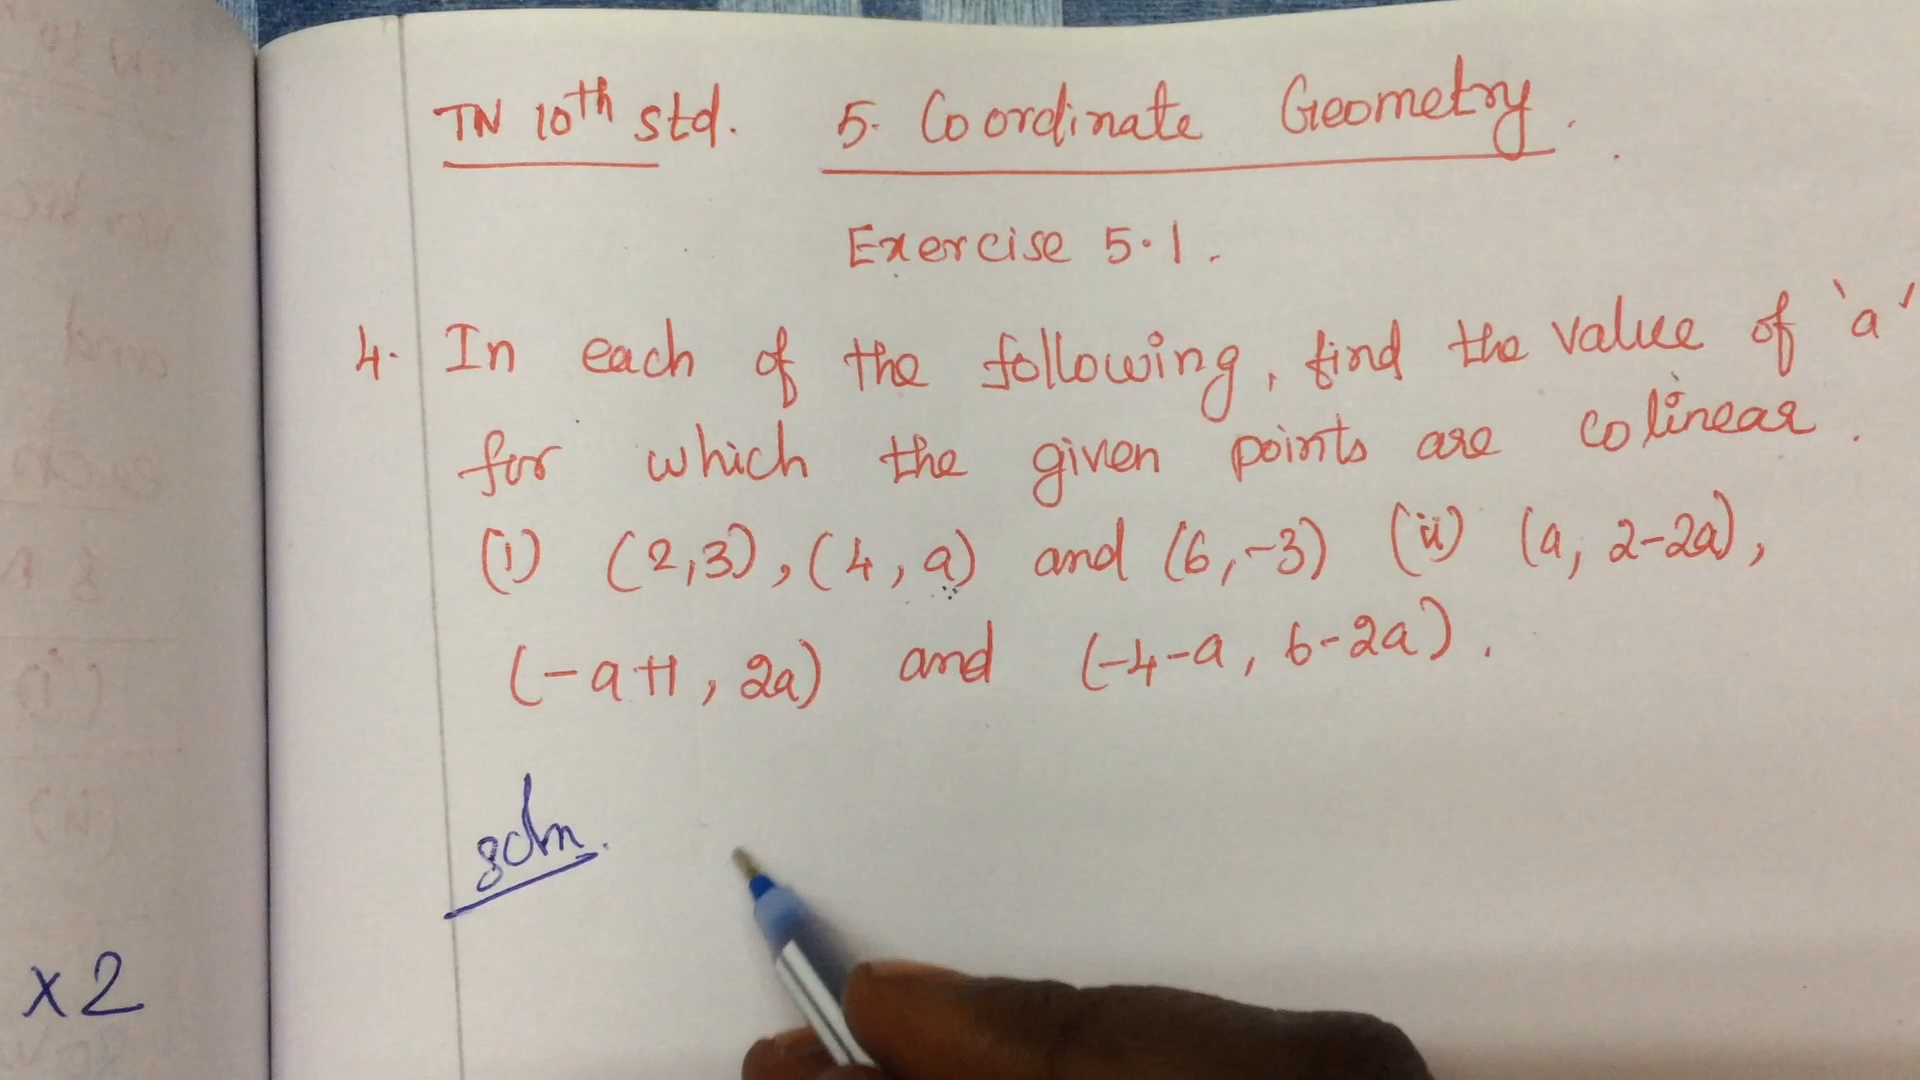 TN 10th std. 5. Coordinate Geometry.
Exercise 5.1.
4. In each of the following, find the value of 'a'
for which the given points are colinear.
(i) (2,3), (4, a) and (6, -3) (ii) (a, 2-2a),
(-a+1, 2a) and (-4-a, 6-2a).
soln.
x2